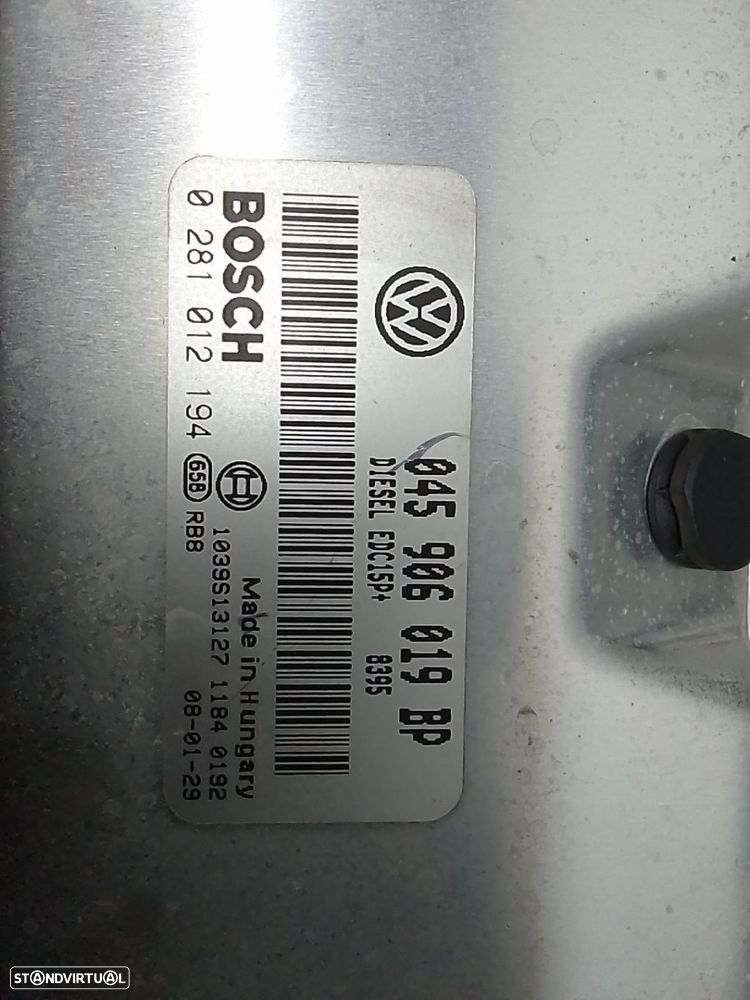 045 906 019 BP
DIESEL EDC15P+ 8395
BOSCH
Made in Hungary
0 281 012 194
1039S13127 1184 0192
658 RB8
08-01-29
STANDVIRTUAL